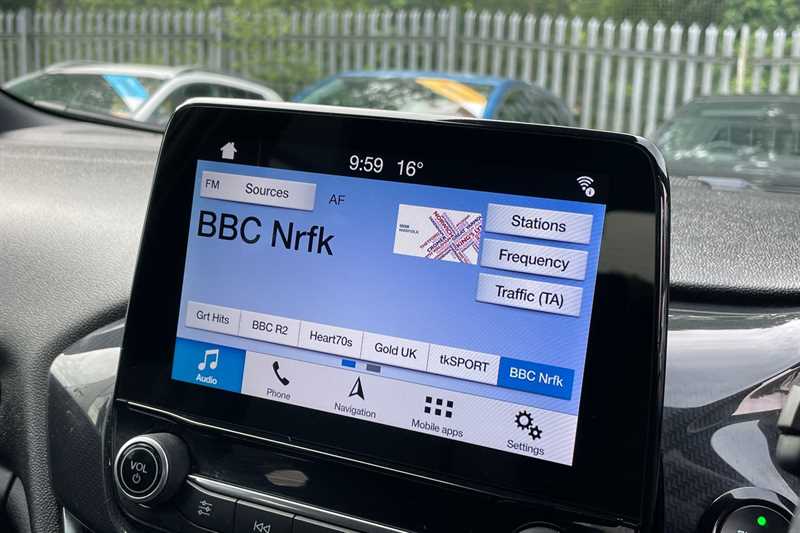 9:59 16°
FM Sources
AF
BBC Nrfk
Stations
Frequency
Traffic (TA)
Grt Hits
BBC R2
Heart70s
Gold UK
tkSPORT
BBC Nrfk
Audio
Phone
Navigation
Mobile apps
Settings
VOL